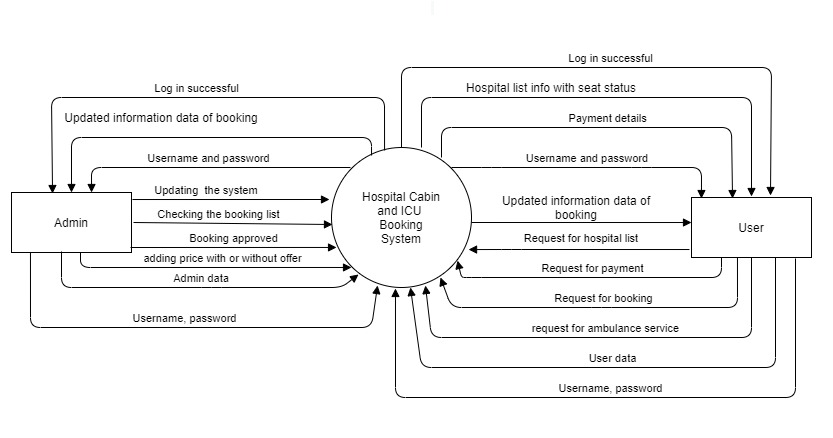 Log in successful
Log in successful
Hospital list info with seat status
Updated information data of booking
Payment details
Username and password
Username and password
Updating the system
Hospital Cabin
and ICU
Booking
System
Updated information data of
booking
Checking the booking list
Admin
User
Booking approved
Request for hospital list
adding price with or without offer
Request for payment
Admin data
Request for booking
Username, password
request for ambulance service
User data
Username, password